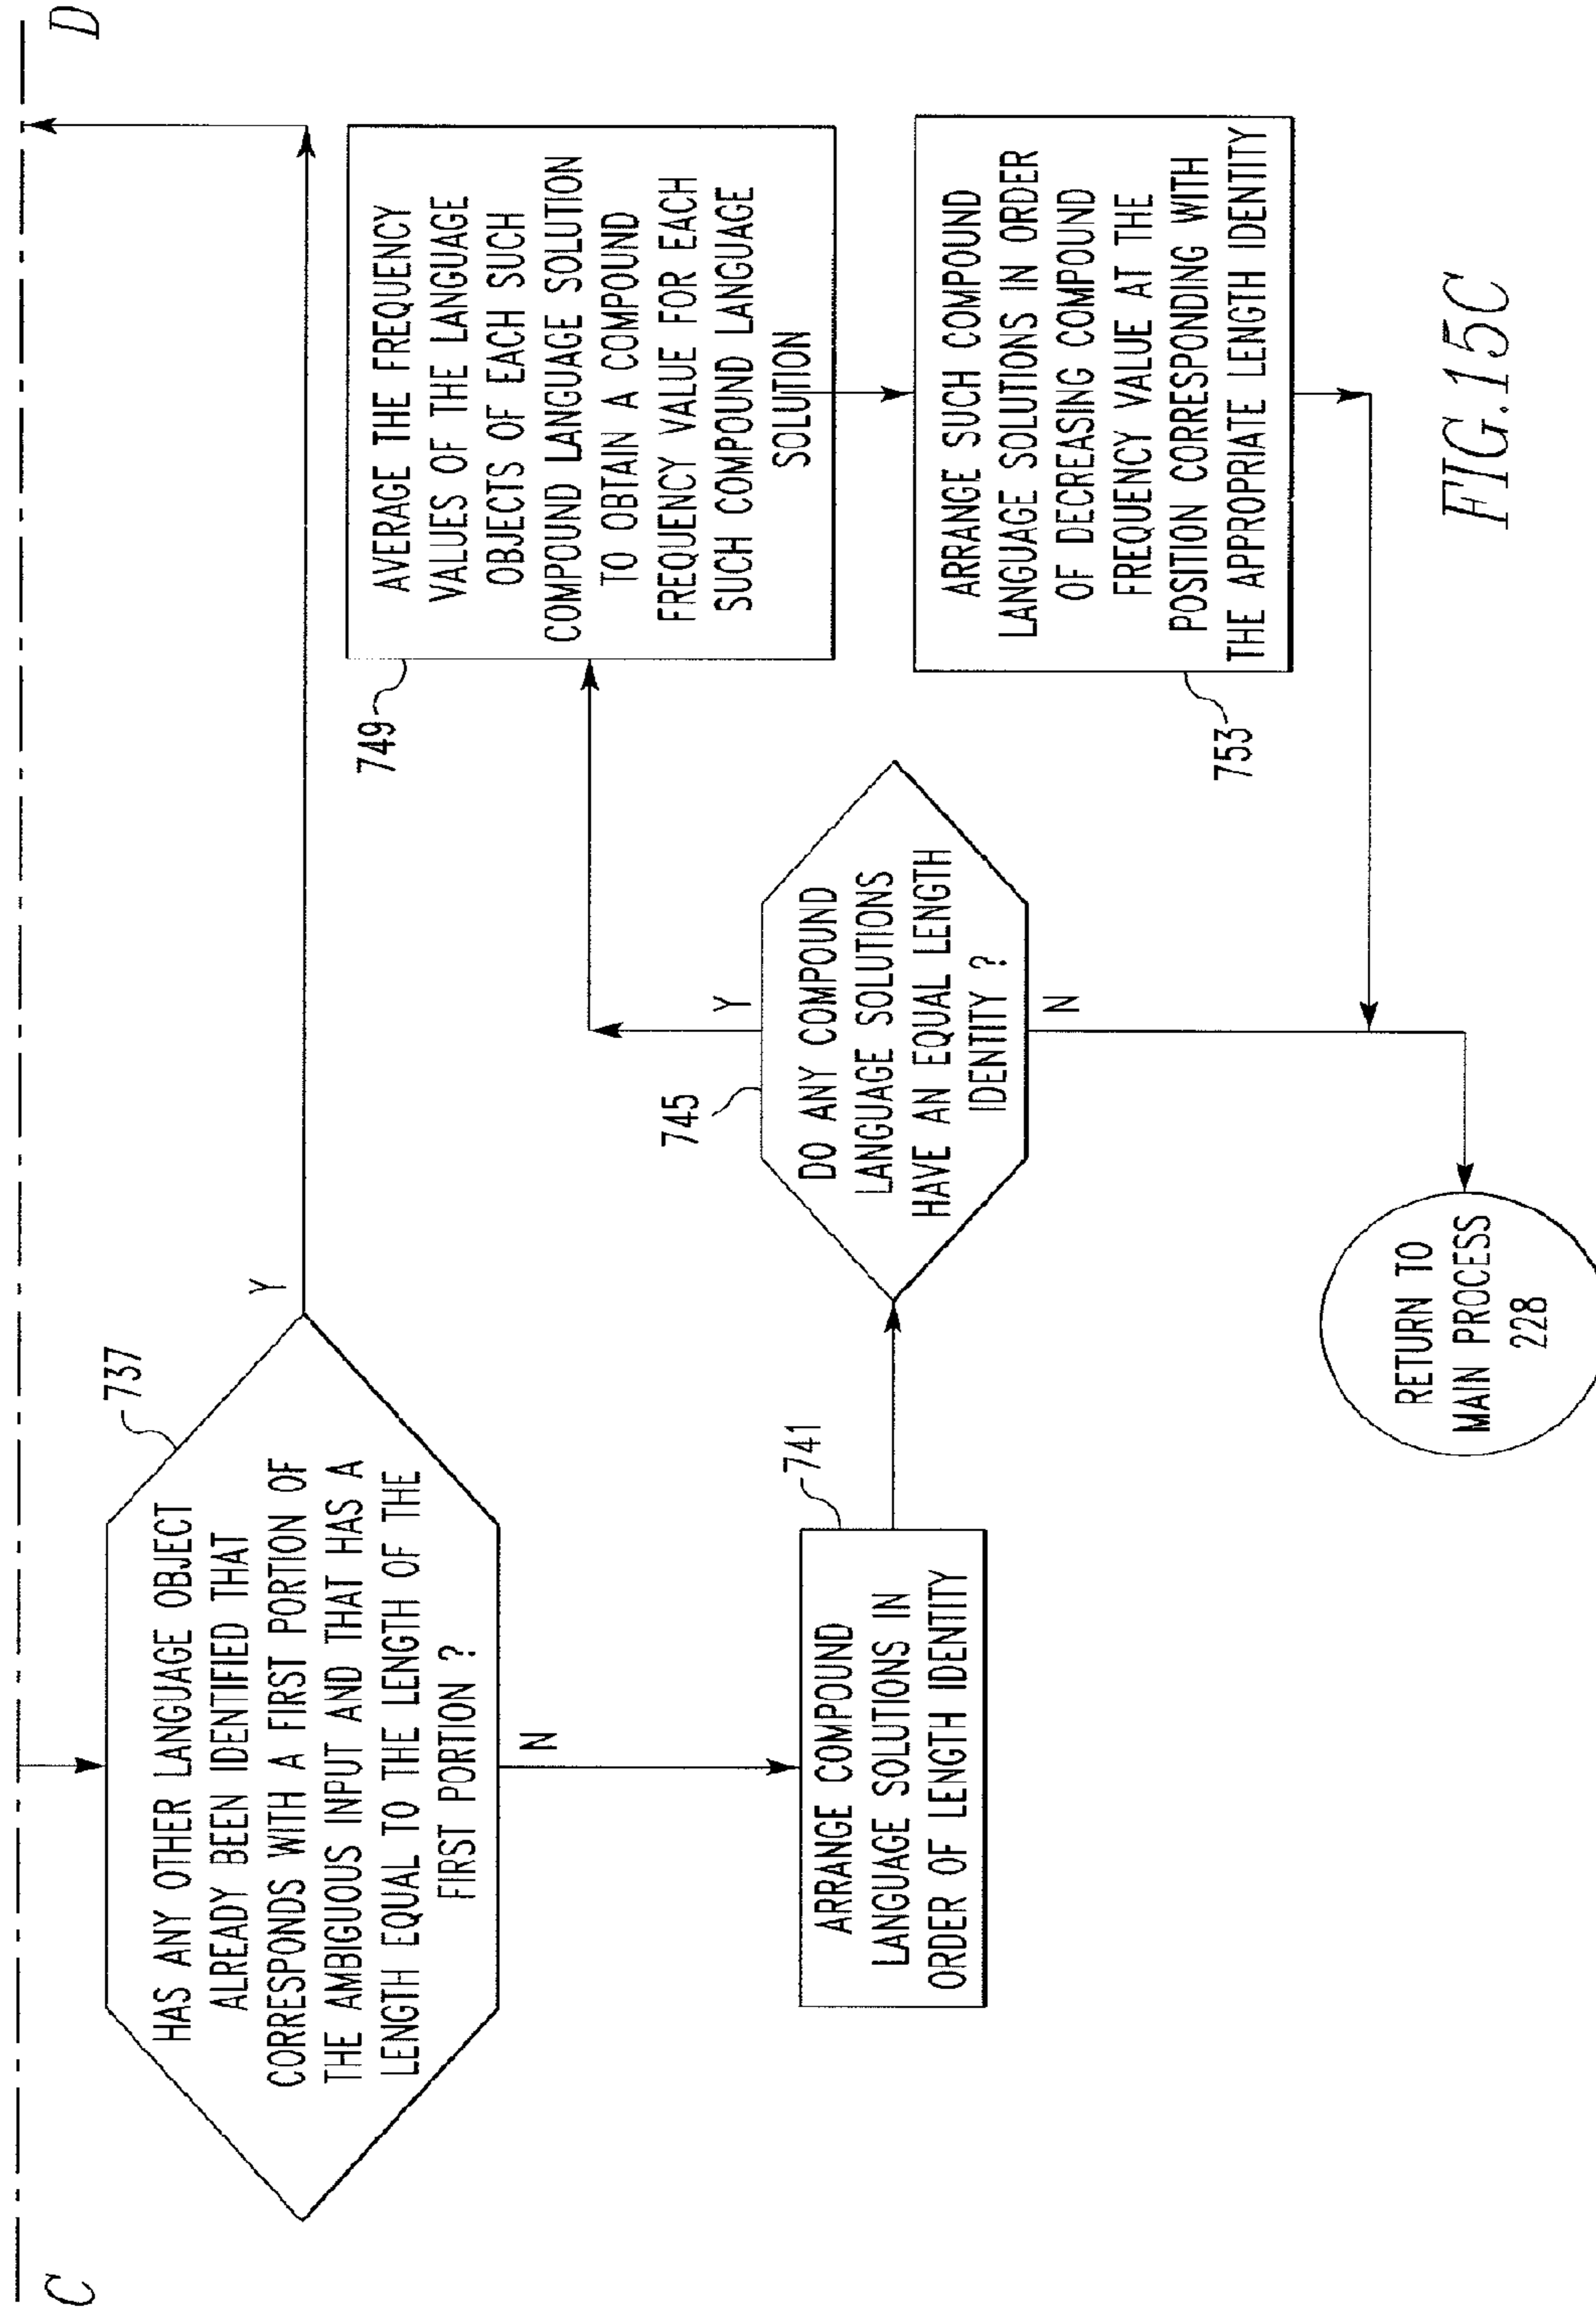 C
D
737
HAS ANY OTHER LANGUAGE OBJECT
ALREADY BEEN IDENTIFIED THAT
CORRESPONDS WITH A FIRST PORTION OF
THE AMBIGUOUS INPUT AND THAT HAS A
LENGTH EQUAL TO THE LENGTH OF THE
FIRST PORTION ?
Y
N
741
ARRANGE COMPOUND
LANGUAGE SOLUTIONS IN
ORDER OF LENGTH IDENTITY
745
DO ANY COMPOUND
LANGUAGE SOLUTIONS
HAVE AN EQUAL LENGTH
IDENTITY ?
Y
N
749
AVERAGE THE FREQUENCY
VALUES OF THE LANGUAGE
OBJECTS OF EACH SUCH
COMPOUND LANGUAGE SOLUTION
TO OBTAIN A COMPOUND
FREQUENCY VALUE FOR EACH
SUCH COMPOUND LANGUAGE
SOLUTION
753
ARRANGE SUCH COMPOUND
LANGUAGE SOLUTIONS IN ORDER
OF DECREASING COMPOUND
FREQUENCY VALUE AT THE
POSITION CORRESPONDING WITH
THE APPROPRIATE LENGTH IDENTITY
RETURN TO
MAIN PROCESS
228
FIG.15C